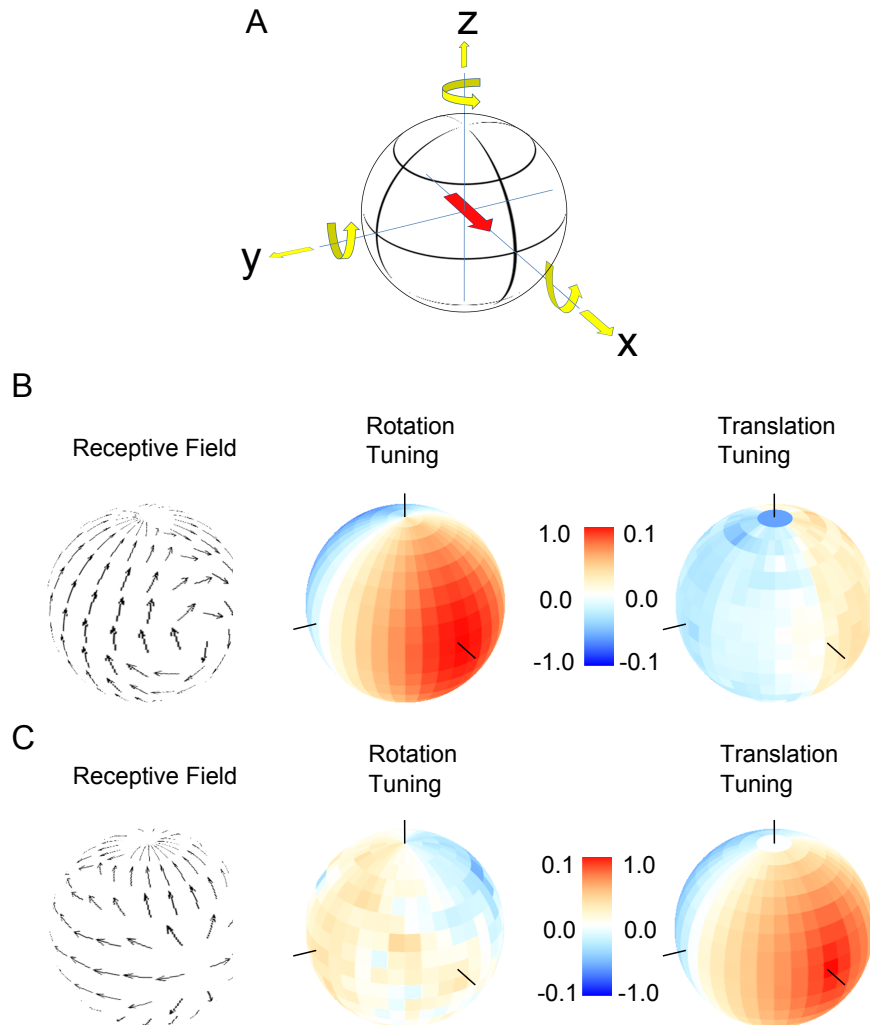 A
z
y
x
B
Receptive Field
Rotation
Tuning
Translation
Tuning
1.0 0.1
0.0 0.0
-1.0 -0.1
C
Receptive Field
Rotation
Tuning
Translation
Tuning
0.1 1.0
0.0 0.0
-0.1 -1.0